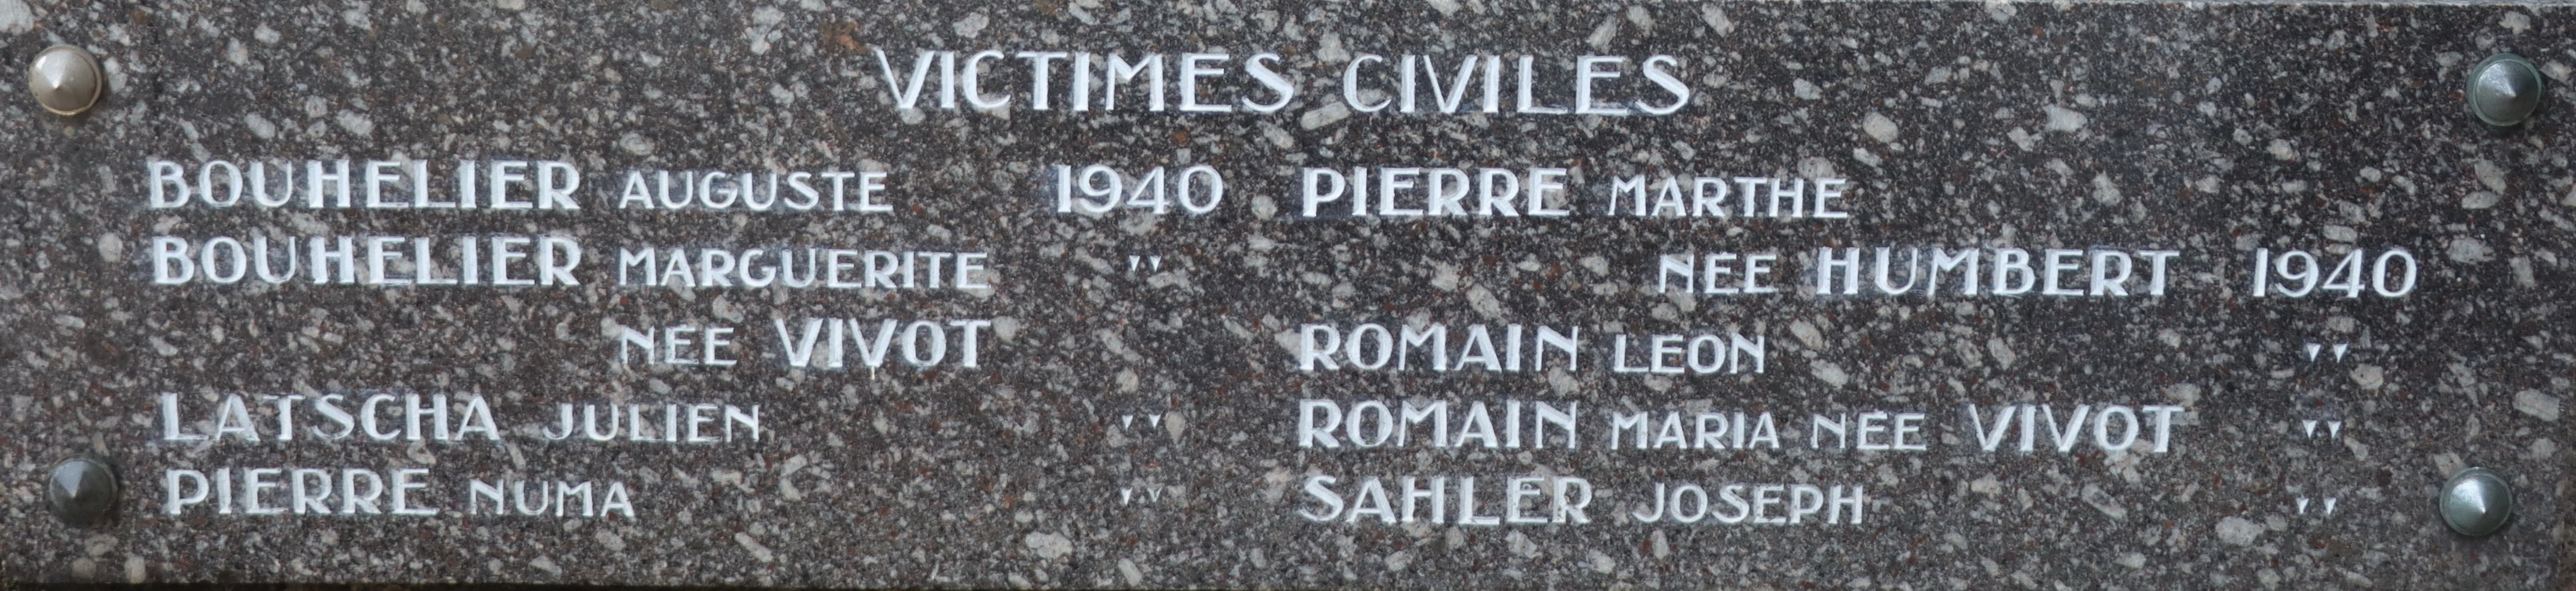 VICTIMES CIVILES
BOUHELIER AUGUSTE 1940
BOUHELIER MARGUERITE "
NEE VIVOT
LATSCHA JULIEN "
PIERRE NUMA "
PIERRE MARTHE
NEE HUMBERT 1940
ROMAIN LEON "
ROMAIN MARIA NEE VIVOT "
SAHLER JOSEPH "